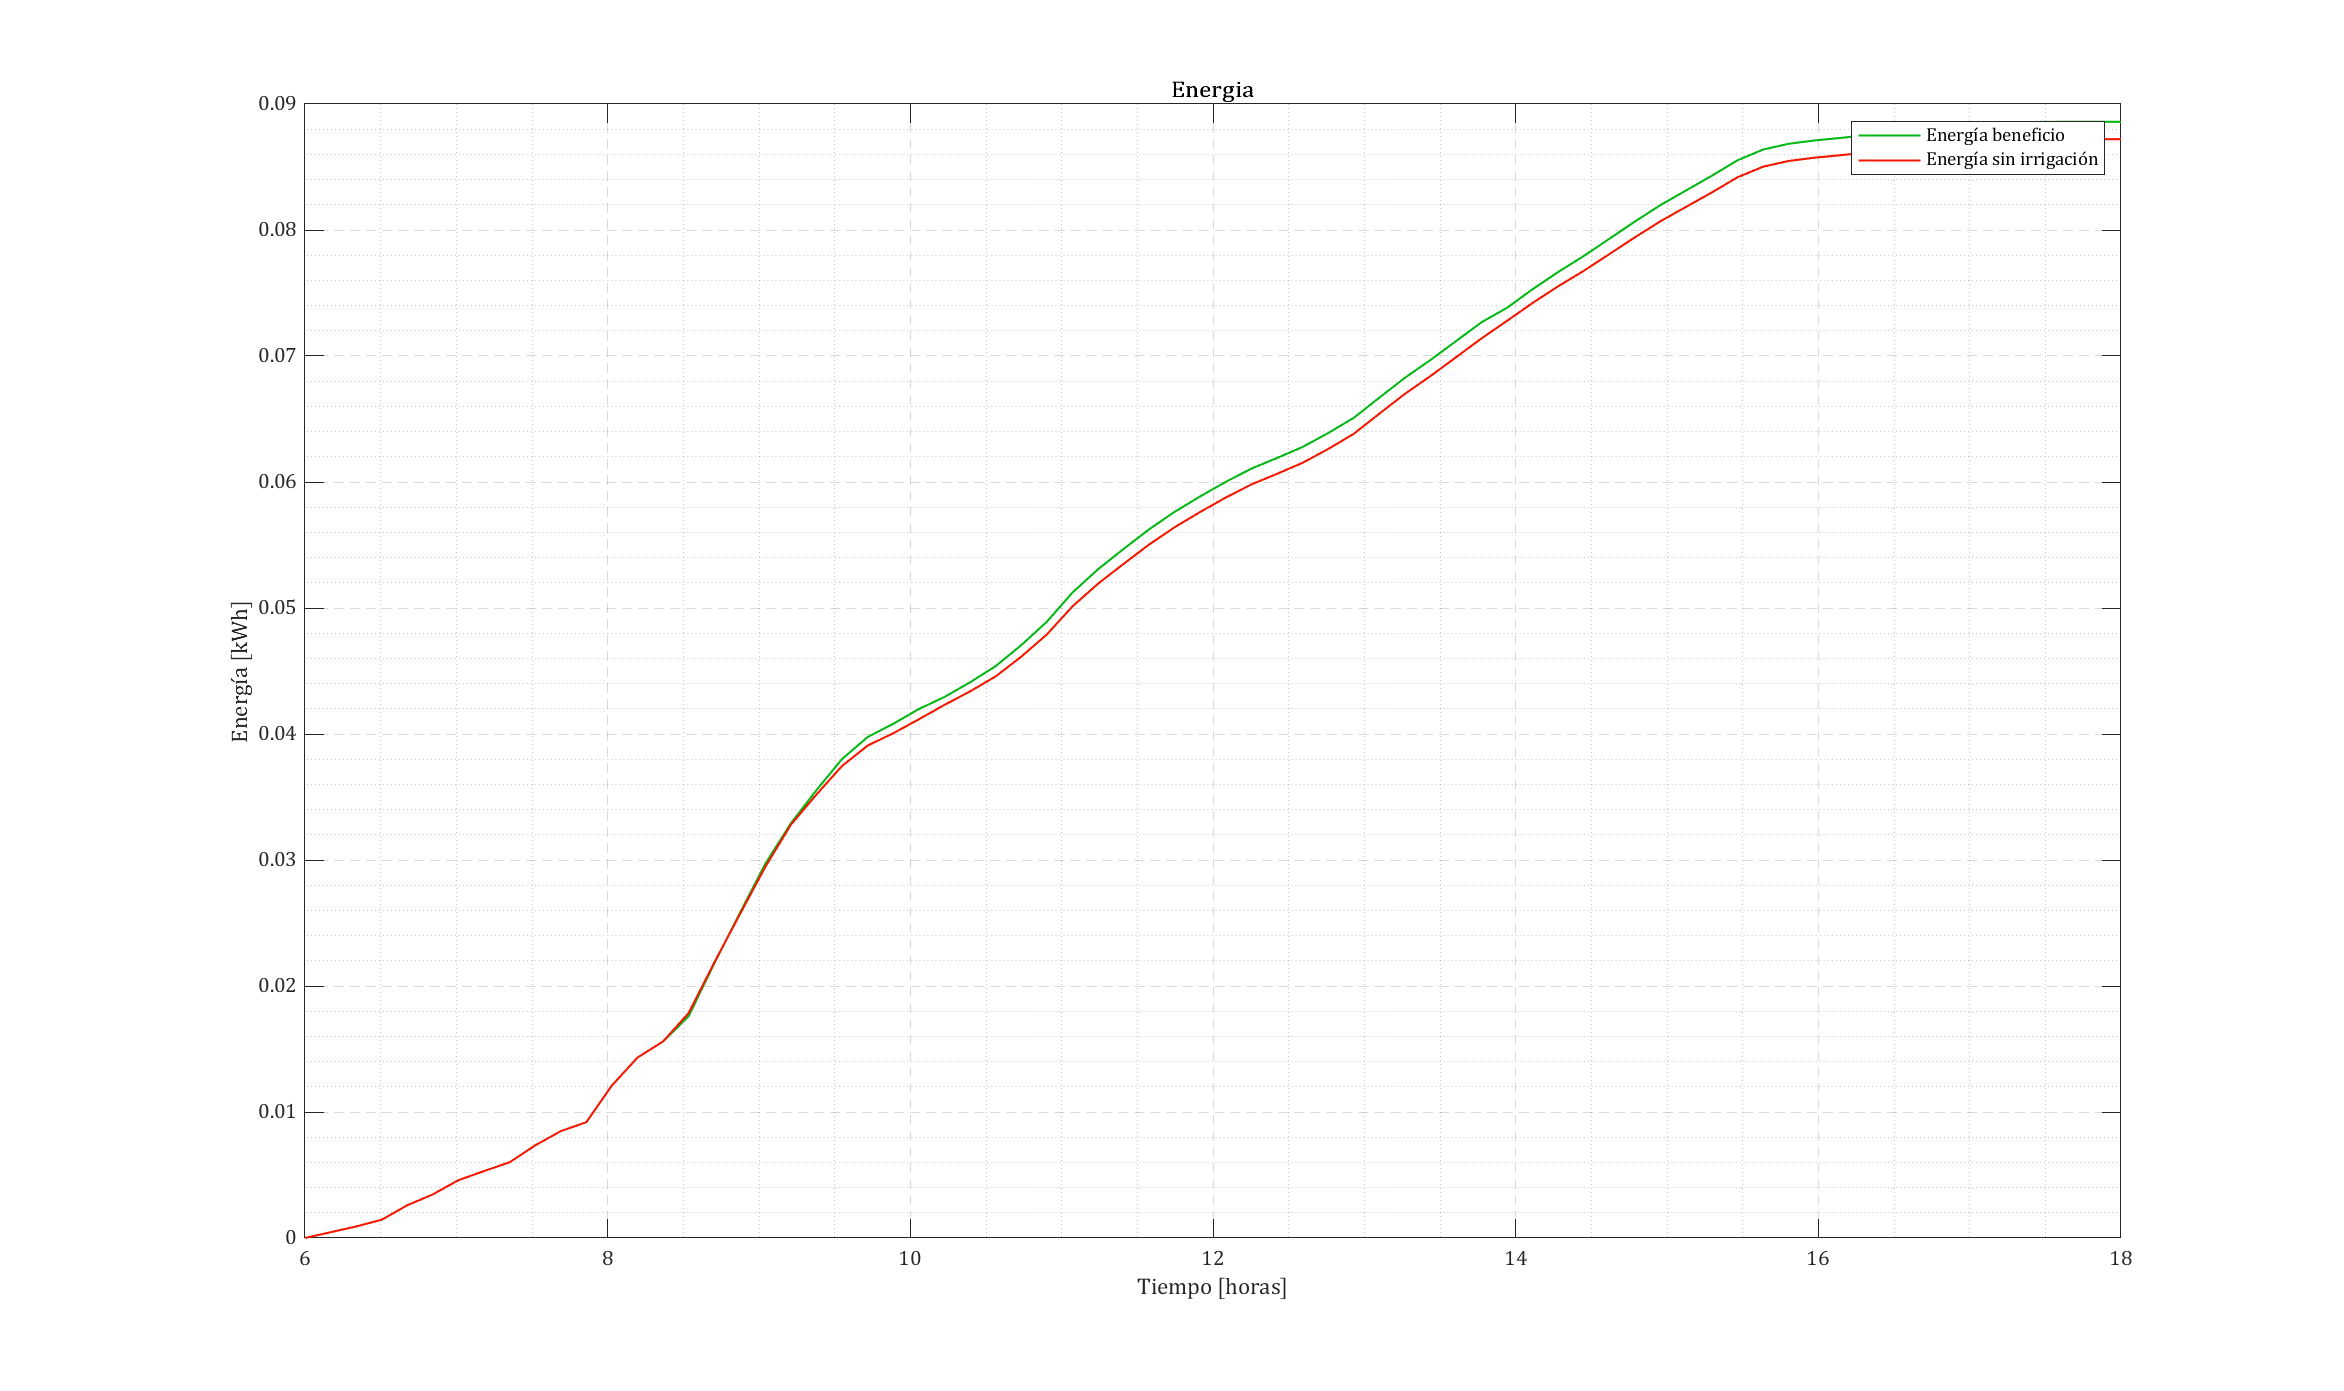 Energia
0.09
0.08
0.07
0.06
0.05
0.04
0.03
0.02
0.01
0
Energía [kWh]
Energía beneficio
Energía sin irrigación
6 8 10 12 14 16 18
Tiempo [horas]